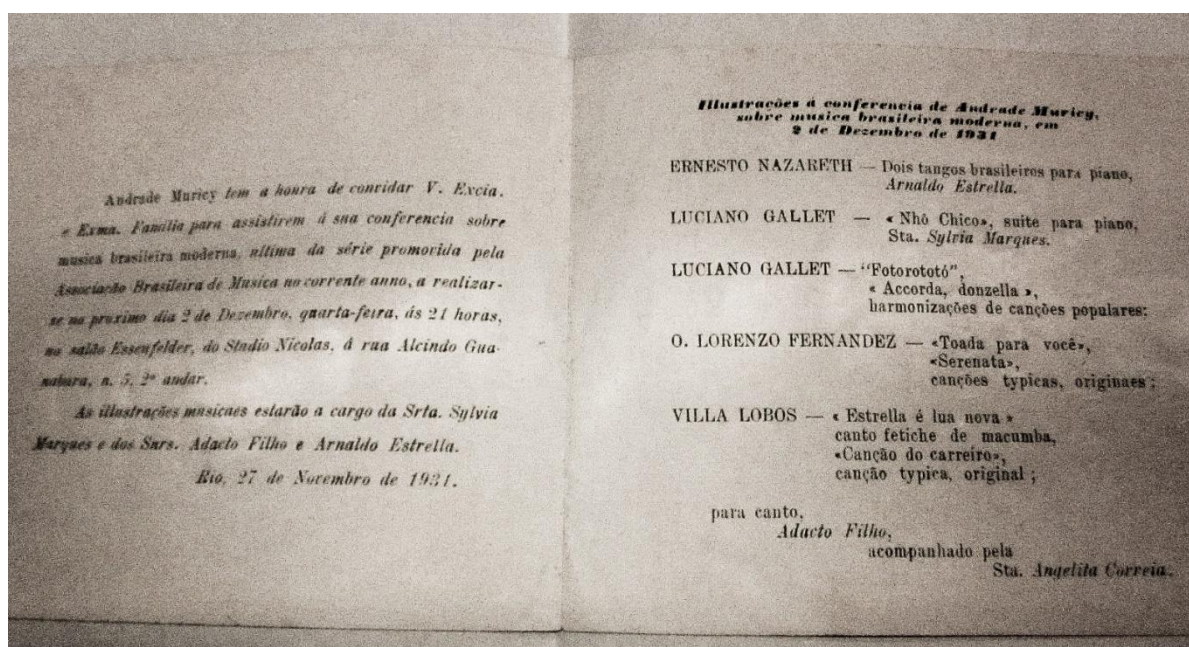 Andrade Muricy tem a honra de convidar V. Excia.
e Exma. Familia para assistirem á sua conferencia sobre
musica brasileira moderna, ultima da série promovida pela
Associação Brasileira de Musica no corrente anno, a realizar-
se no proximo dia 2 de Dezembro, quarta-feira, ás 21 horas,
no salão Essenfelder, do Studio Nicolas, á rua Alcindo Gua-
nabara, n. 5, 2º andar.
As illustrações musicaes estarão a cargo da Srta. Sylvia
Marques e dos Snrs. Adacto Filho e Arnaldo Estrella.
Rio, 27 de Novembro de 1931.
Illustrações á conferencia de Andrade Muricy,
sobre musica brasileira moderna, em
2 de Dezembro de 1931
ERNESTO NAZARETH — Dois tangos brasileiros para piano,
Arnaldo Estrella.
LUCIANO GALLET — « Nhô Chico», suite para piano,
Sta. Sylvia Marques.
LUCIANO GALLET — “Fotorototó”,
« Accorda, donzella »,
harmonizações de canções populares:
O. LORENZO FERNANDEZ — «Toada para você»,
«Serenata»,
canções typicas, originaes ;
VILLA LOBOS — « Estrella é lua nova »
canto fetiche de macumba,
«Canção do carreiro»,
canção typica, original ;
para canto,
Adacto Filho,
acompanhado pela
Sta. Angelita Correia.